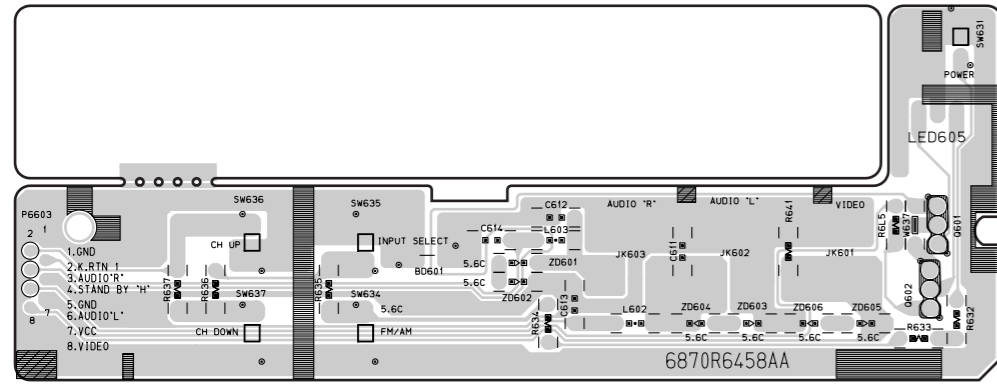 SW631
POWER
LED605
P6603
1
2
1.GND
2.K.RTN 1
3.AUDIO'R'
4.STAND BY 'H'
5.GND
6.AUDIO'L'
7.VCC
8.VIDEO
7
8
SW636
CH UP
SW635
INPUT SELECT
R637
R636
SW637
CH DOWN
R635
SW634
5.6C
FM/AM
BD601
C614
C612
L603
5.6C
5.6C
ZD601
ZD602
C613
R634
AUDIO 'R'
AUDIO 'L'
VIDEO
JK603
C611
JK602
R641
JK601
R6L5
W637
Q601
Q602
L602
ZD604
ZD603
ZD606
ZD605
5.6C
5.6C
5.6C
5.6C
R633
R632
6870R6458AA